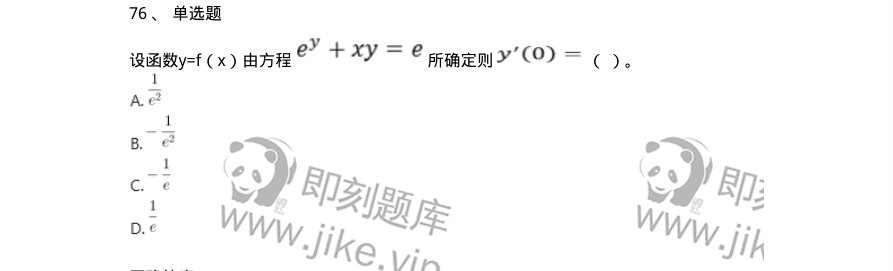 76 、 单选题
设函数y=f ( x ) 由方程 e^y + xy = e 所确定则 y′(0) = ( )。
A. 1/e²
B. −1/e²
C. −1/e
D. 1/e
即刻题库 即刻
www.jike.vip www.jik